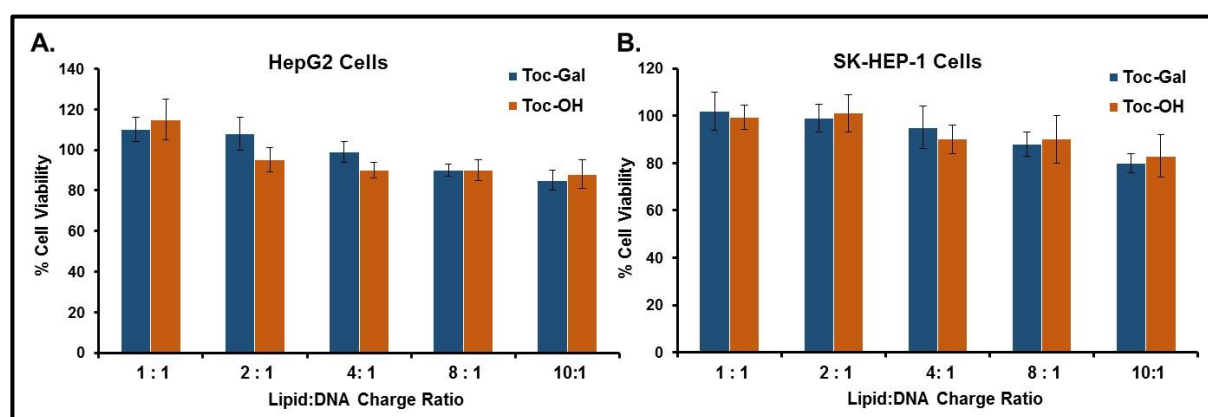 A.
HepG2 Cells
Toc-Gal
Toc-OH
% Cell Viability
140
120
100
80
60
40
20
0
1 : 1
2 : 1
4: 1
8 : 1
10:1
Lipid:DNA Charge Ratio
B.
SK-HEP-1 Cells
Toc-Gal
Toc-OH
% Cell Viability
120
100
80
60
40
20
0
1 : 1
2 : 1
4: 1
8 : 1
10:1
Lipid:DNA Charge Ratio